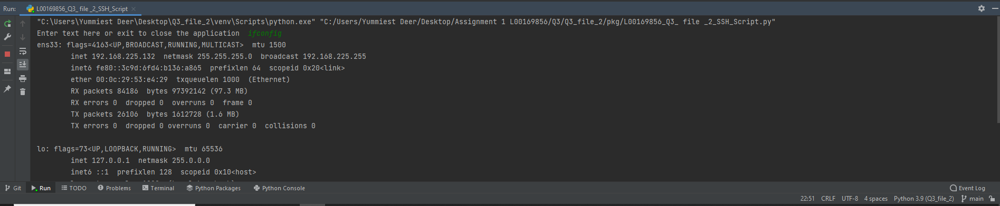 Run: L00169856_Q3_ file _2_SSH_Script
"C:\Users\Yummiest Deer\Desktop\Q3_file_2\venv\Scripts\python.exe" "C:/Users/Yummiest Deer/Desktop/Assignment 1 L00169856/Q3/Q3_file_2/pkg/L00169856_Q3_ file _2_SSH_Script.py"
Enter text here or exit to close the application  ifconfig
ens33: flags=4163<UP,BROADCAST,RUNNING,MULTICAST>  mtu 1500
        inet 192.168.225.132  netmask 255.255.255.0  broadcast 192.168.225.255
        inet6 fe80::3c9d:6fd4:b136:a865  prefixlen 64  scopeid 0x20<link>
        ether 00:0c:29:53:e4:29  txqueuelen 1000  (Ethernet)
        RX packets 84186  bytes 97392142 (97.3 MB)
        RX errors 0  dropped 0  overruns 0  frame 0
        TX packets 26106  bytes 1612728 (1.6 MB)
        TX errors 0  dropped 0 overruns 0  carrier 0  collisions 0
lo: flags=73<UP,LOOPBACK,RUNNING>  mtu 65536
        inet 127.0.0.1  netmask 255.0.0.0
        inet6 ::1  prefixlen 128  scopeid 0x10<host>
Git Run TODO Problems Terminal Python Packages Python Console Event Log
22:51 CRLF UTF-8 4 spaces Python 3.9 (Q3_file_2) main